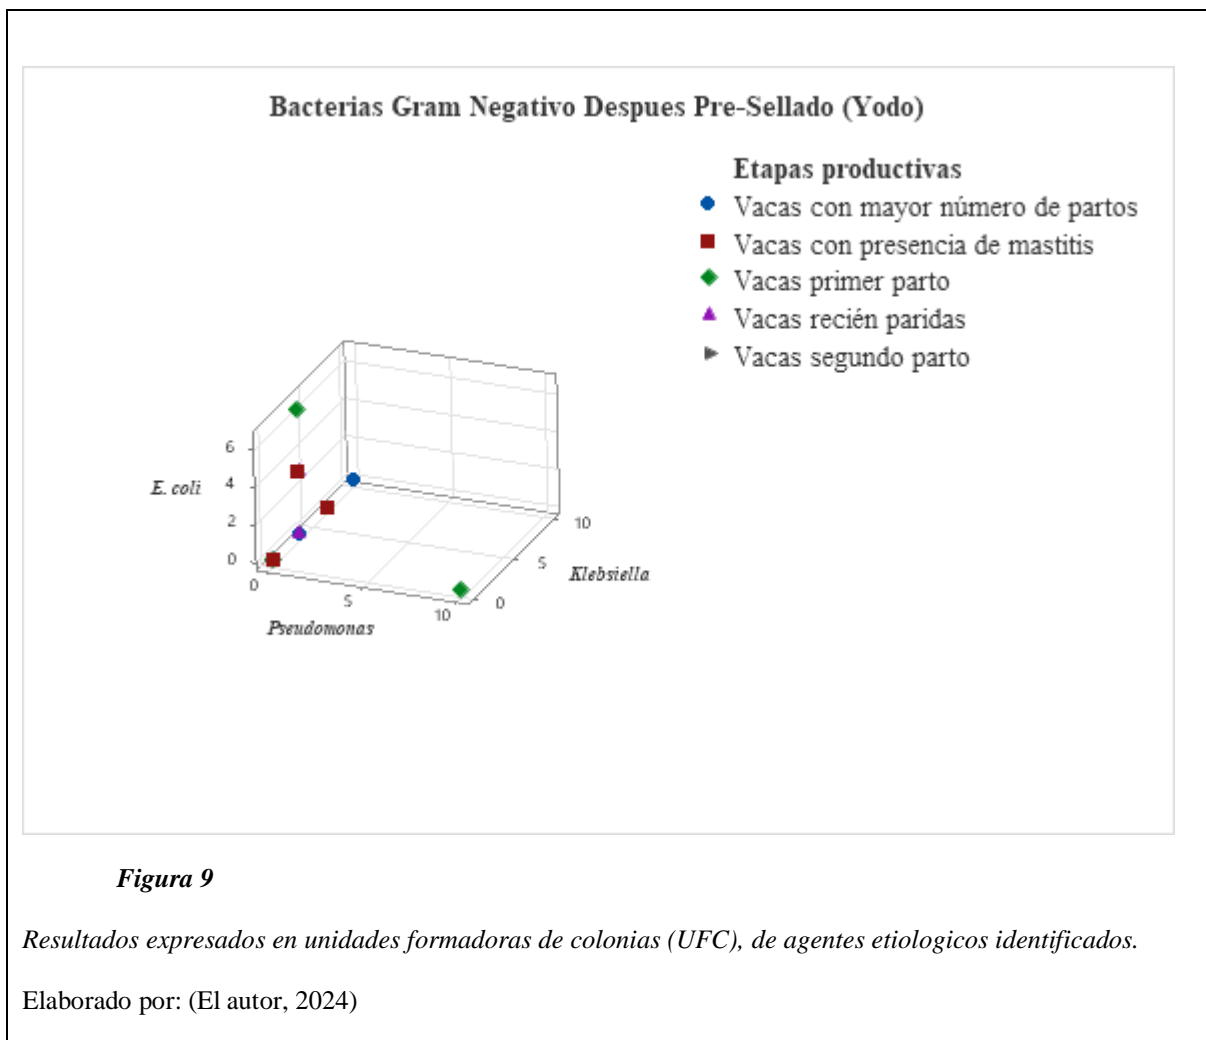 Bacterias Gram Negativo Despues Pre-Sellado (Yodo)
Etapas productivas
Vacas con mayor número de partos
Vacas con presencia de mastitis
Vacas primer parto
Vacas recién paridas
Vacas segundo parto
6
E. coli
4
2
0
0
5
10
Pseudomonas
0
5
10
Klebsiella
Figura 9
Resultados expresados en unidades formadoras de colonias (UFC), de agentes etiologicos identificados.
Elaborado por: (El autor, 2024)